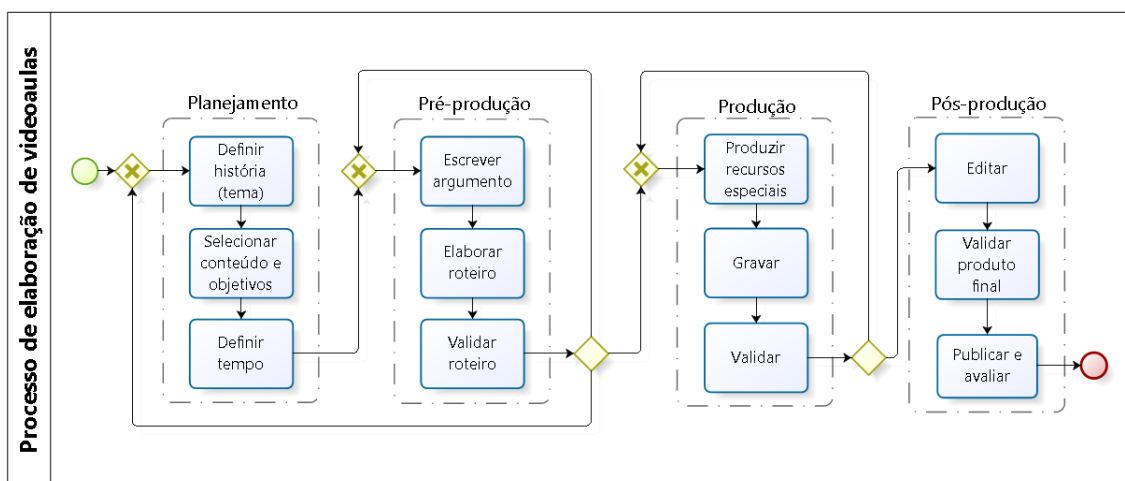 Processo de elaboração de videoaulas
Planejamento
Definir
história
(tema)
Selecionar
conteúdo e
objetivos
Definir
tempo
Pré-produção
Escrever
argumento
Elaborar
roteiro
Validar
roteiro
Produção
Produzir
recursos
especiais
Gravar
Validar
Pós-produção
Editar
Validar
produto
final
Publicar e
avaliar